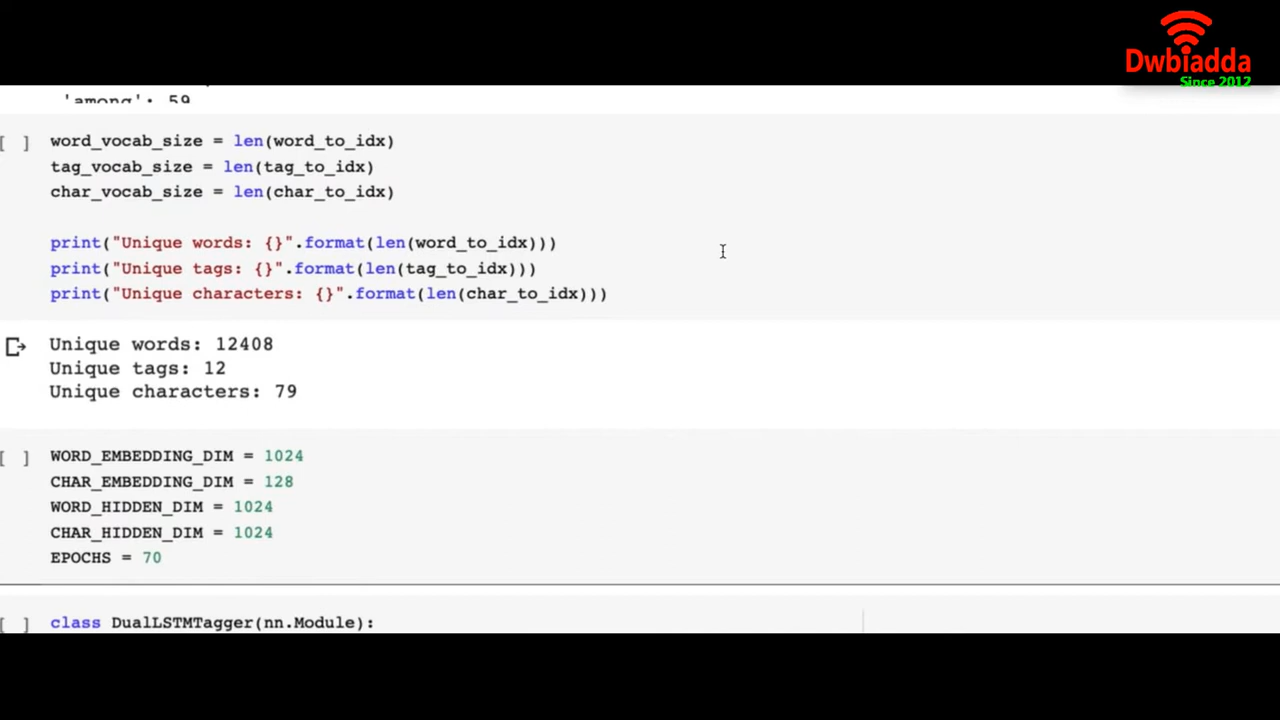 Dwbiadda
Since 2012
'among': 59
[ ] word_vocab_size = len(word_to_idx)
tag_vocab_size = len(tag_to_idx)
char_vocab_size = len(char_to_idx)
print("Unique words: {}".format(len(word_to_idx)))
print("Unique tags: {}".format(len(tag_to_idx)))
print("Unique characters: {}".format(len(char_to_idx)))
Unique words: 12408
Unique tags: 12
Unique characters: 79
[ ] WORD_EMBEDDING_DIM = 1024
CHAR_EMBEDDING_DIM = 128
WORD_HIDDEN_DIM = 1024
CHAR_HIDDEN_DIM = 1024
EPOCHS = 70
[ ] class DualLSTMTagger(nn.Module):